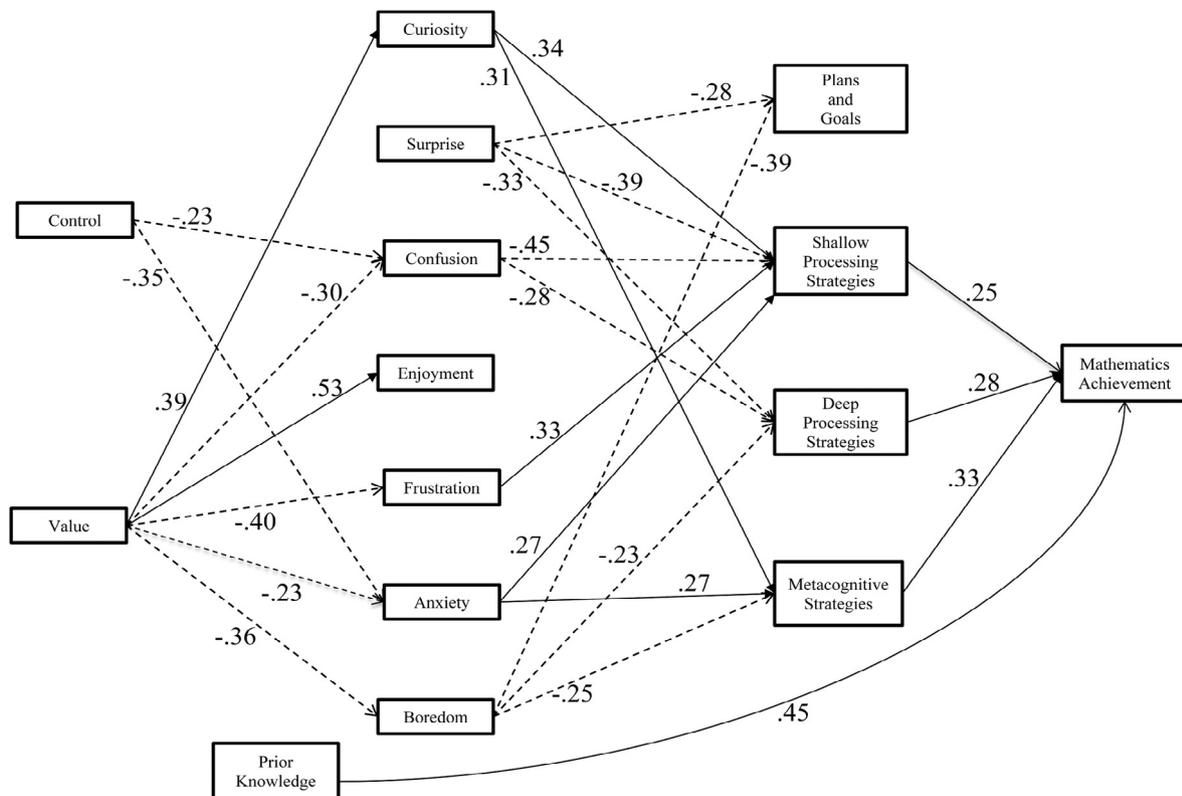 Curiosity
.34
.31
Plans
and
Goals
-.28
Surprise
-.39
-.33
-.39
Control
-.23
Shallow
Processing
Strategies
-.45
Confusion
-.35
-.30
-.28
.25
Mathematics
Achievement
Enjoyment
.53
.28
.39
Deep
Processing
Strategies
.33
Frustration
.33
Value
-.40
.27
-.23
-.23
Anxiety
.27
Metacognitive
Strategies
-.36
-.25
Boredom
.45
Prior
Knowledge